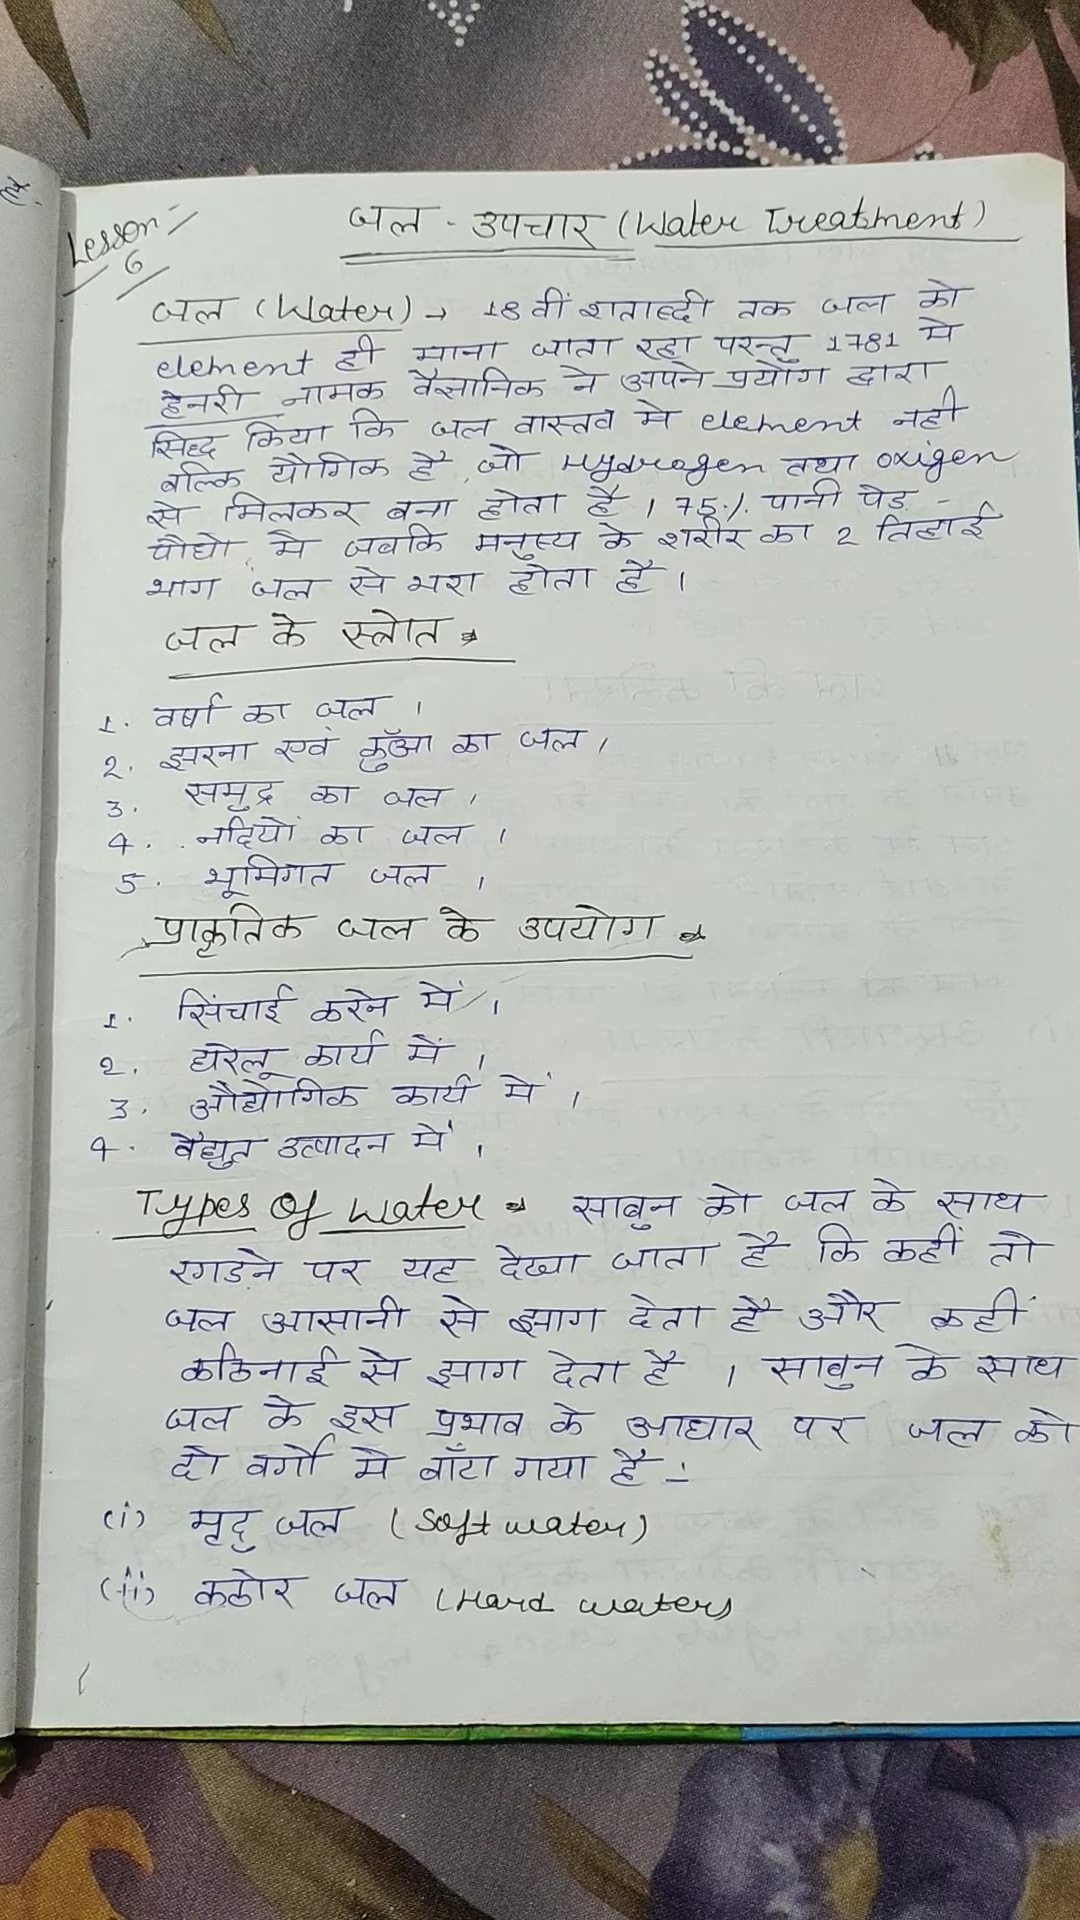 Lesson :-
6
जल - उपचार (Water Treatment)
जल (Water) → 18 वीं शताब्दी तक जल को
element ही माना जाता रहा परन्तु 1781 मे
हेनरी नामक वैज्ञानिक ने अपने प्रयोग द्वारा
सिध्द किया कि जल वास्तव मे element नही
बल्कि यौगिक है जो Hydrogen तथा oxigen
से मिलकर बना होता है । 75 % पानी पेड़ -
पौधो मे जबकि मनुष्य के शरीर का 2 तिहाई
भाग जल से भरा होता है ।
जल के स्त्रोत →
1. वर्षा का जल ।
2. झरना एवं कुँआ का जल ।
3. समुद्र का जल ।
4. नदियों का जल ।
5. भूमिगत जल ।
प्राकृतिक जल के उपयोग →
1. सिंचाई करने में ।
2. घरेलू कार्य में ।
3. औद्योगिक कार्य में ।
4. वैद्युत उत्पादन में ।
Types of water → साबुन को जल के साथ
रगडने पर यह देखा जाता है कि कहीं तो
जल आसानी से झाग देता है और कहीं
कठिनाई से झाग देता है । साबुन के साथ
जल के इस प्रभाव के आधार पर जल को
दो वर्गो मे बाँटा गया है :-
(i) मृदु जल (Soft water)
(ii) कठोर जल (Hard water)